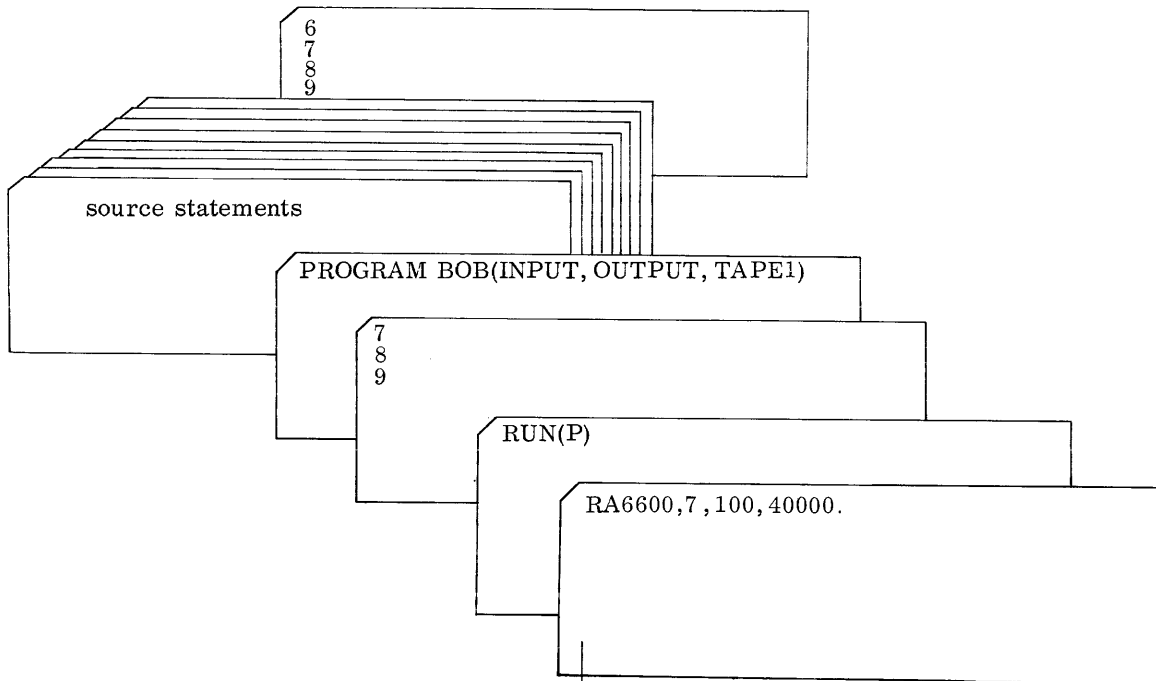 6
7
8
9
source statements
PROGRAM BOB(INPUT, OUTPUT, TAPE1)
7
8
9
RUN(P)
RA6600,7,100,40000.